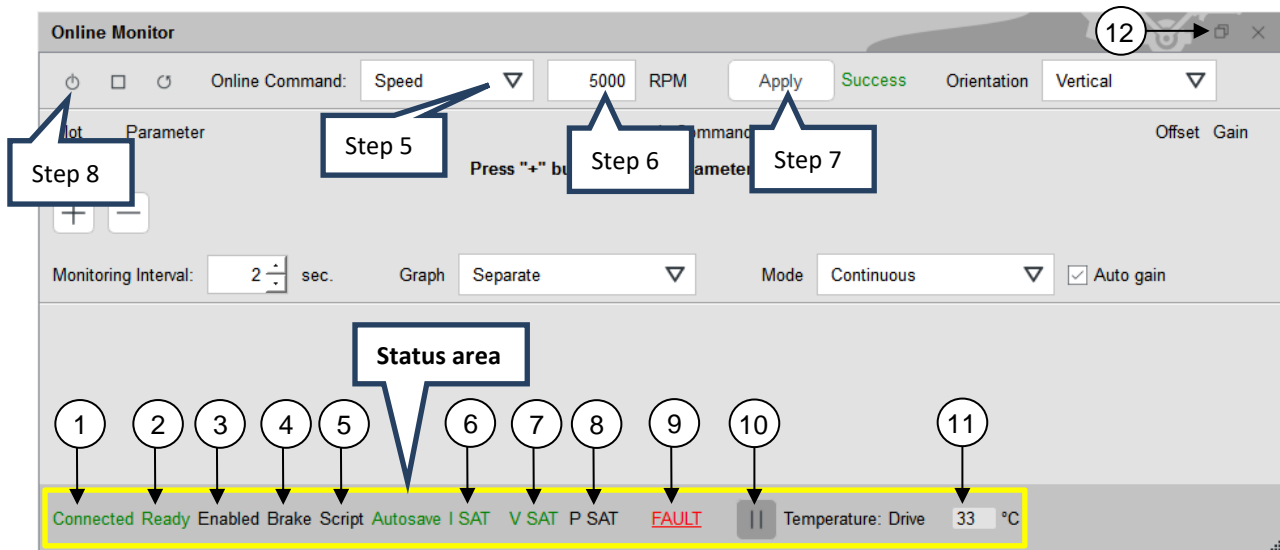 Online Monitor
12
Online Command: Speed 5000 RPM Apply Success Orientation Vertical
Parameter Offset Gain
Step 8
Step 5
Step 6
Step 7
Press "+"
Monitoring Interval: 2 sec. Graph Separate Mode Continuous Auto gain
Status area
1 2 3 4 5 6 7 8 9 10 11
Connected Ready Enabled Brake Script Autosave I SAT V SAT P SAT FAULT Temperature: Drive 33 °C